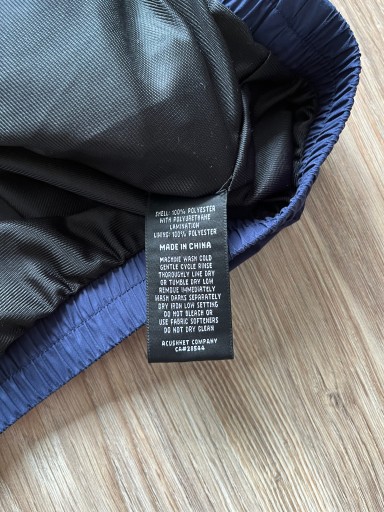 SHELL: 100% POLYESTER
WITH POLYURETHANE
LAMINATION
LINING: 100% POLYESTER
MADE IN CHINA
MACHINE WASH COLD
GENTLE CYCLE RINSE
THOROUGHLY LINE DRY
OR TUMBLE DRY LOW
REMOVE IMMEDIATELY
WASH DARKS SEPARATELY
DRY IRON LOW SETTING
DO NOT BLEACH OR
USE FABRIC SOFTENERS
DO NOT DRY CLEAN
ACUSHNET COMPANY
CA#38544